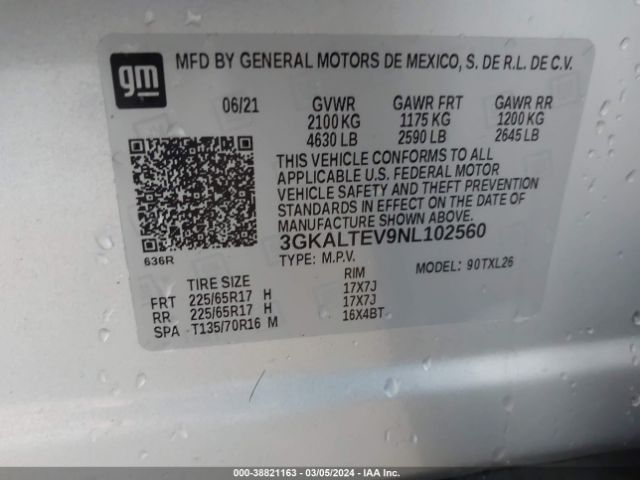 gm
MFD BY GENERAL MOTORS DE MEXICO, S. DE R.L. DE C.V.
06/21 GVWR GAWR FRT GAWR RR
2100 KG 1175 KG 1200 KG
4630 LB 2590 LB 2645 LB
THIS VEHICLE CONFORMS TO ALL
APPLICABLE U.S. FEDERAL MOTOR
VEHICLE SAFETY AND THEFT PREVENTION
STANDARDS IN EFFECT ON THE DATE OF
MANUFACTURE SHOWN ABOVE.
3GKALTEV9NL102560
636R
TYPE: M.P.V. MODEL: 90TXL26
TIRE SIZE RIM
FRT 225/65R17 H 17X7J
RR 225/65R17 H 17X7J
SPA T135/70R16 M 16X4BT
000-38821163 - 03/05/2024 - IAA Inc.